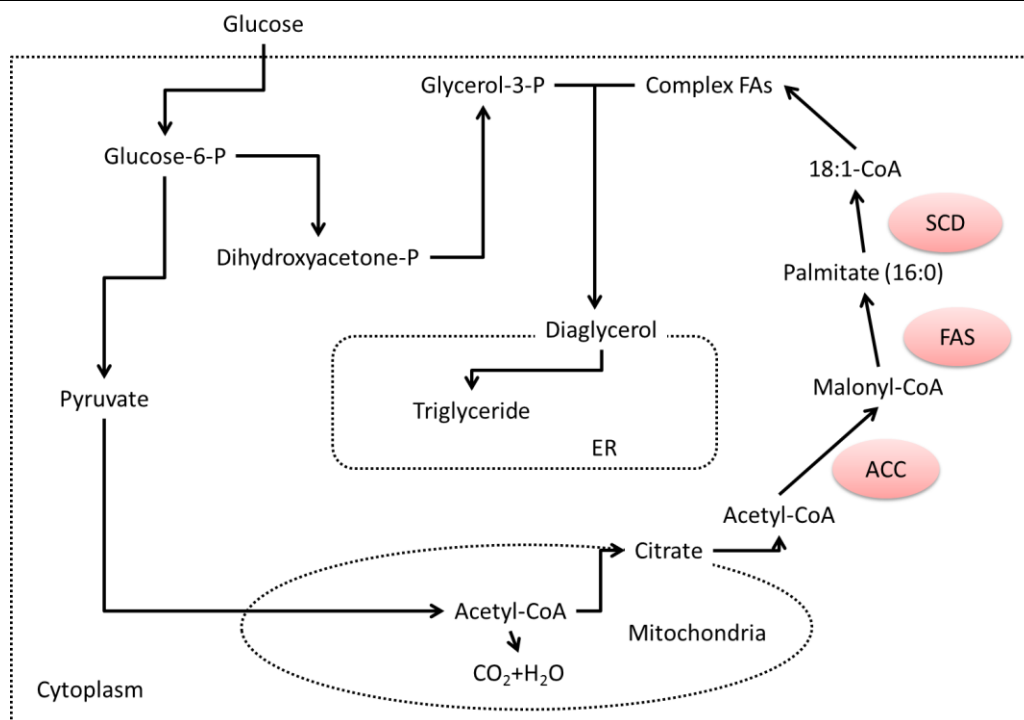 Glucose
Glycerol-3-P
Complex FAs
Glucose-6-P
18:1-CoA
SCD
Dihydroxyacetone-P
Palmitate (16:0)
Diaglycerol
FAS
Pyruvate
Malonyl-CoA
Triglyceride
ER
ACC
Acetyl-CoA
Citrate
Acetyl-CoA
Mitochondria
CO₂+H₂O
Cytoplasm